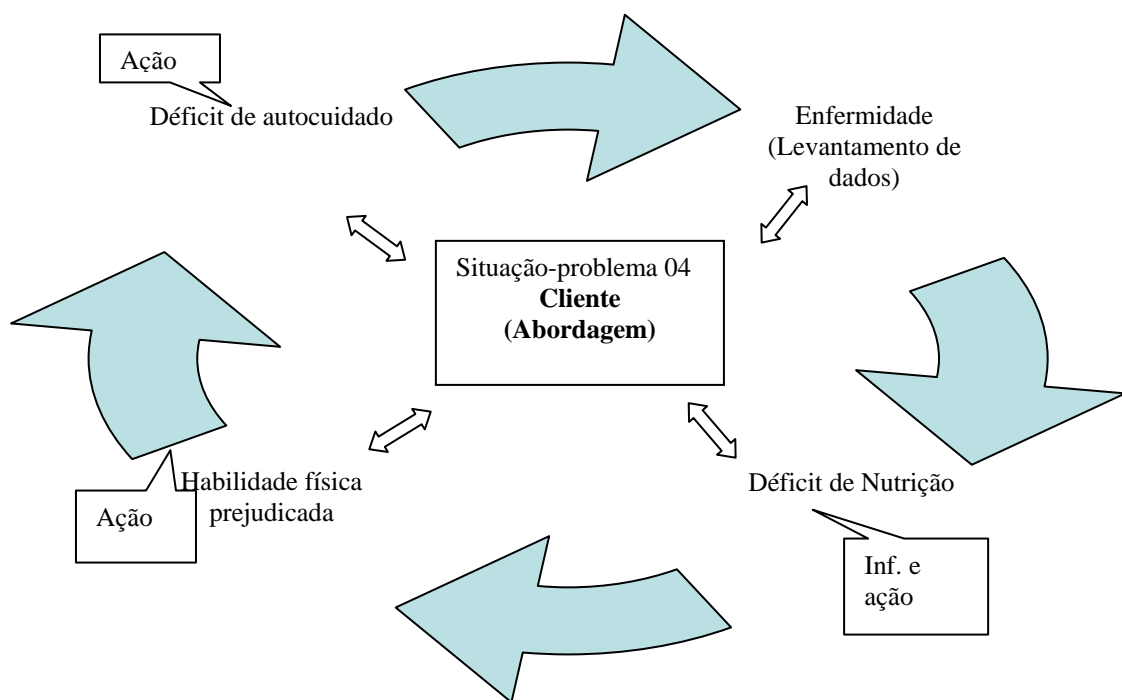 Ação
Déficit de autocuidado
Enfermidade
(Levantamento de
dados)
Situação-problema 04
Cliente
(Abordagem)
Habilidade física
prejudicada
Ação
Déficit de Nutrição
Inf. e
ação